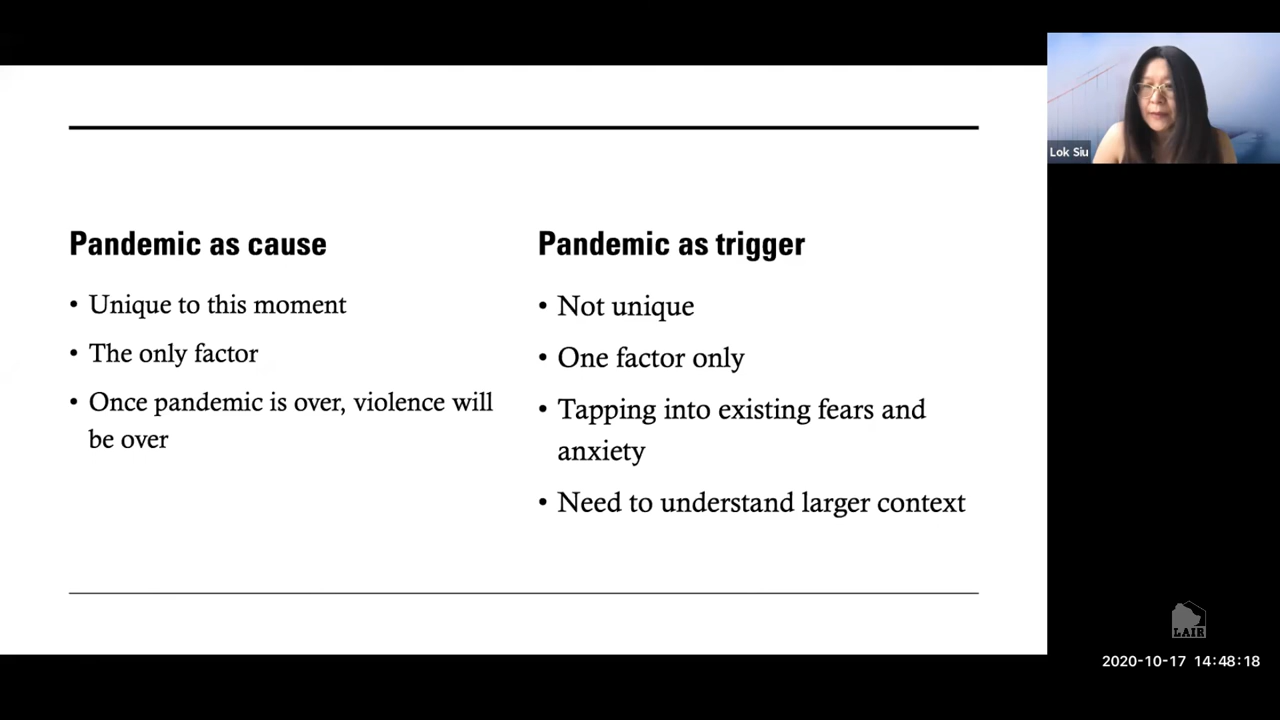 Lok Siu
Pandemic as cause
• Unique to this moment
• The only factor
• Once pandemic is over, violence will
be over
Pandemic as trigger
• Not unique
• One factor only
• Tapping into existing fears and
anxiety
• Need to understand larger context
LAIR
2020-10-17 14:48:18